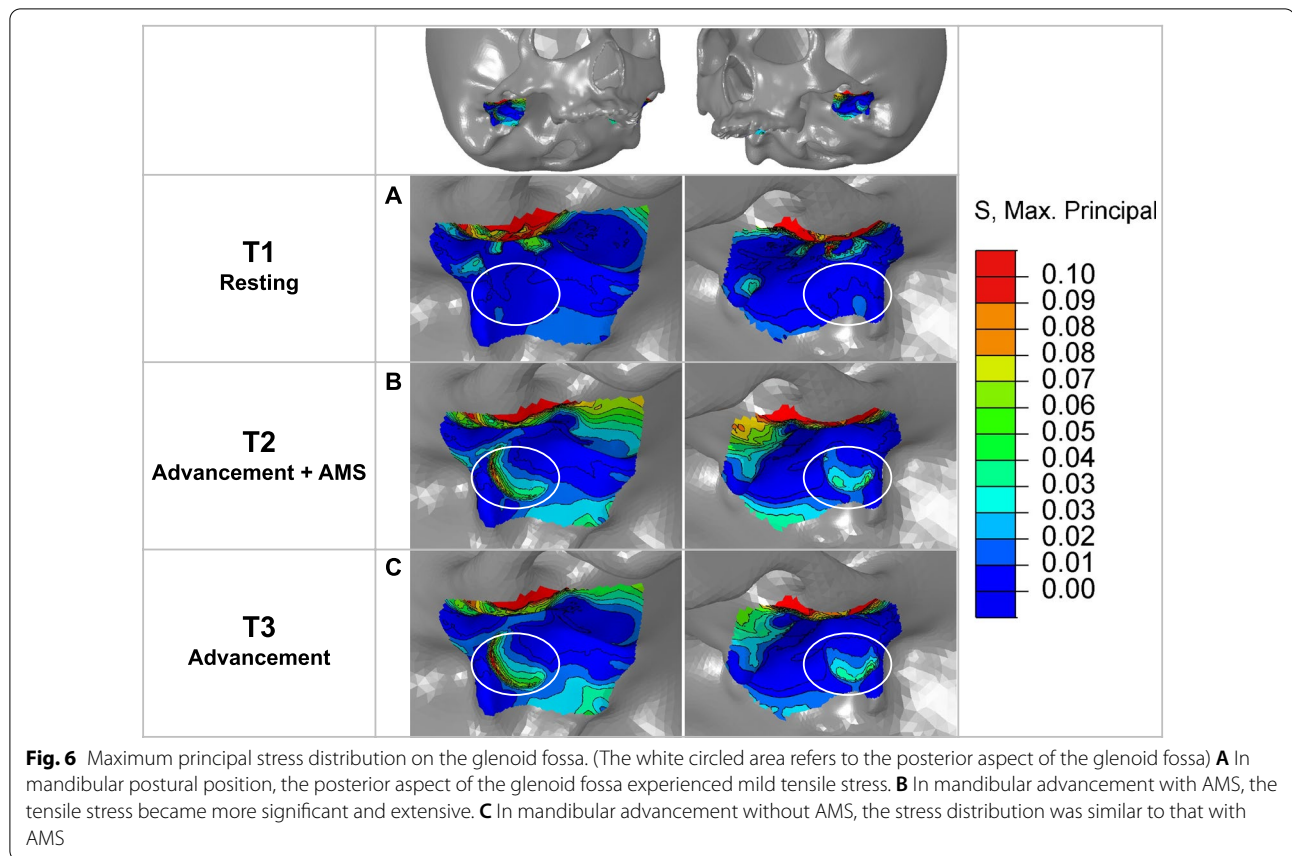 A
T1
Resting
B
T2
Advancement + AMS
C
T3
Advancement
S, Max. Principal
0.10
0.09
0.08
0.08
0.07
0.06
0.05
0.04
0.03
0.03
0.02
0.01
0.00
Fig. 6 Maximum principal stress distribution on the glenoid fossa. (The white circled area refers to the posterior aspect of the glenoid fossa) A In
mandibular postural position, the posterior aspect of the glenoid fossa experienced mild tensile stress. B In mandibular advancement with AMS, the
tensile stress became more significant and extensive. C In mandibular advancement without AMS, the stress distribution was similar to that with
AMS